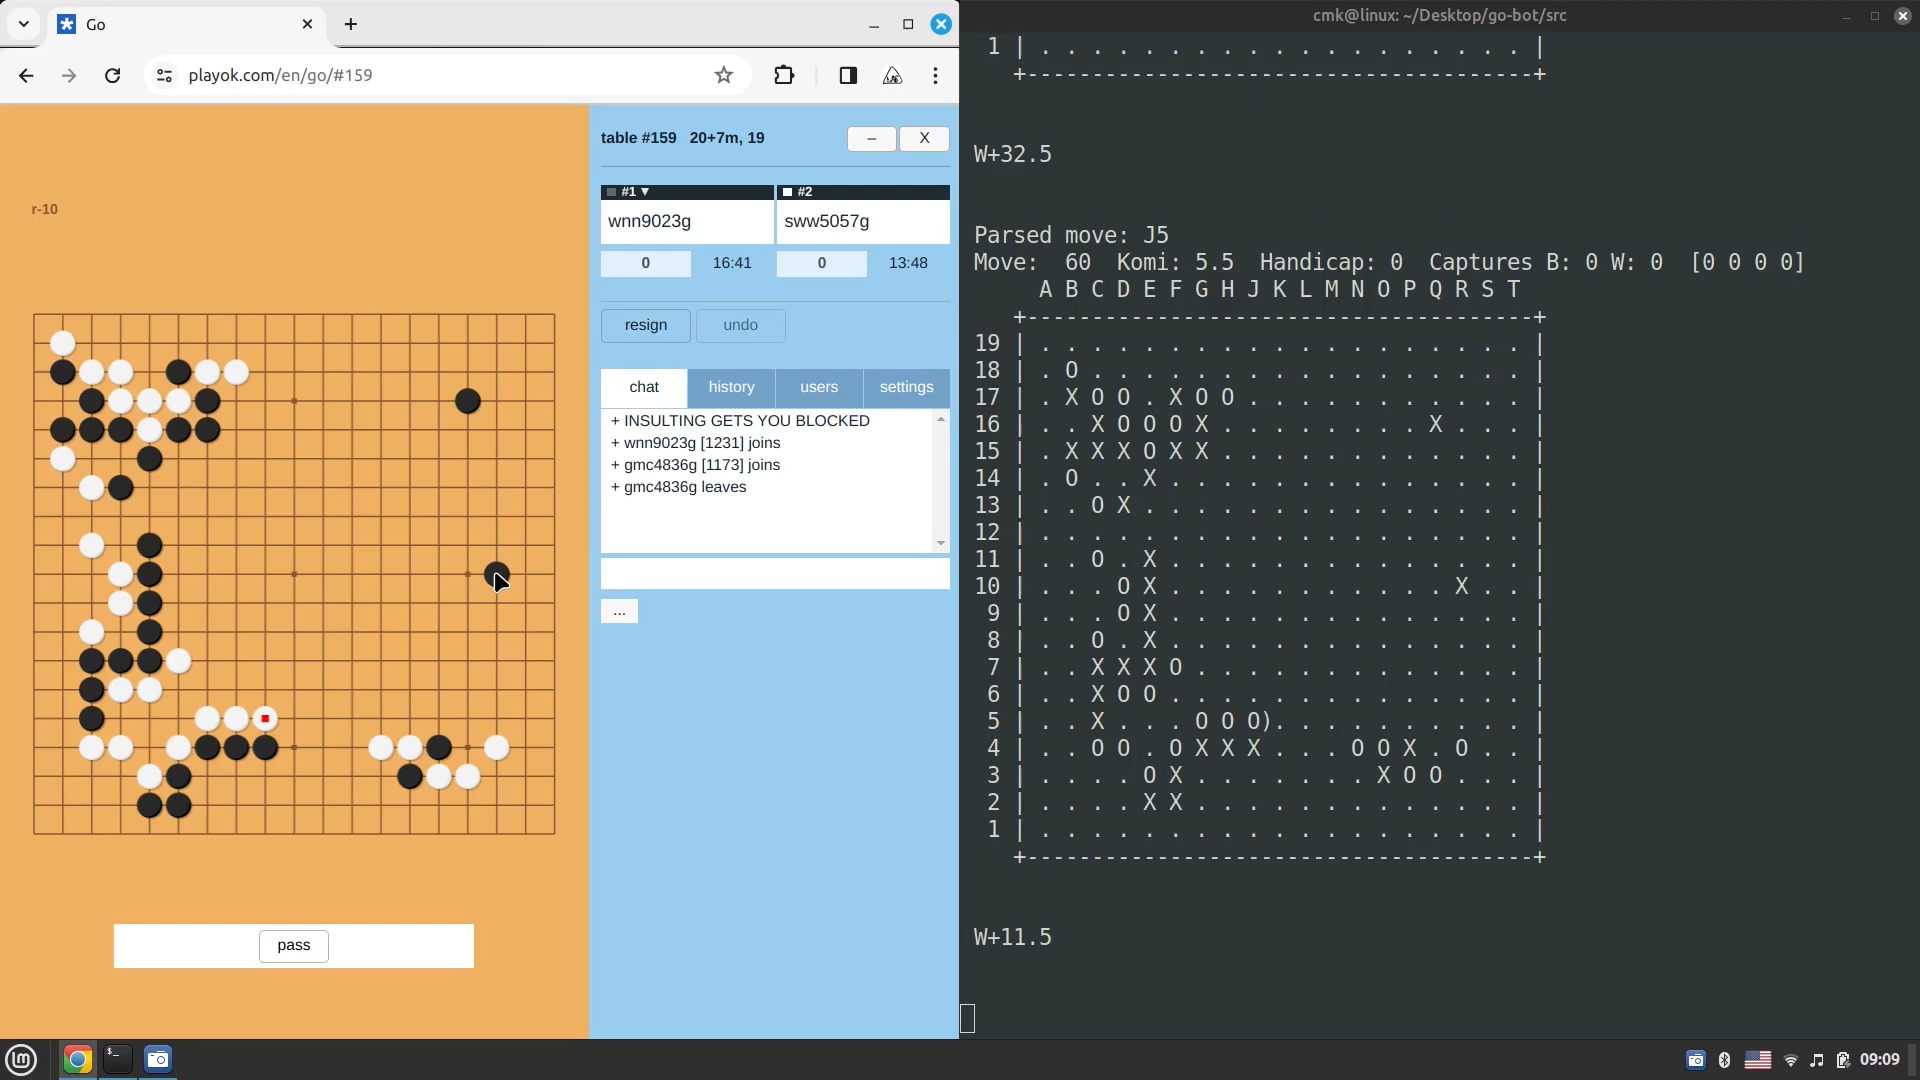 Go
playok.com/en/go/#159
r-10
table #159 20+7m, 19
–
X
#1 ▼
#2
wnn9023g
sww5057g
0
16:41
0
13:48
resign
undo
chat
history
users
settings
+ INSULTING GETS YOU BLOCKED
+ wnn9023g [1231] joins
+ gmc4836g [1173] joins
+ gmc4836g leaves
...
pass
cmk@linux: ~/Desktop/go-bot/src
1 | . . . . . . . . . . . . . . . . . . . |
+---------------------------------------+
W+32.5
Parsed move: J5
Move: 60 Komi: 5.5 Handicap: 0 Captures B: 0 W: 0 [0 0 0 0]
A B C D E F G H J K L M N O P Q R S T
+---------------------------------------+
19 | . . . . . . . . . . . . . . . . . . . |
18 | . O . . . . . . . . . . . . . . . . . |
17 | . X O O . X O O . . . . . . . . . . . |
16 | . . X O O O X . . . . . . . . X . . . |
15 | . X X X O X X . . . . . . . . . . . . |
14 | . O . . X . . . . . . . . . . . . . . |
13 | . . O X . . . . . . . . . . . . . . . |
12 | . . . . . . . . . . . . . . . . . . . |
11 | . . O . X . . . . . . . . . . . . . . |
10 | . . . O X . . . . . . . . . . . X . . |
9 | . . . O X . . . . . . . . . . . . . . |
8 | . . O . X . . . . . . . . . . . . . . |
7 | . . X X X O . . . . . . . . . . . . . |
6 | . . X O O . . . . . . . . . . . . . . |
5 | . . X . . . O O O). . . . . . . . . . |
4 | . . O O . O X X X . . . O O X . O . . |
3 | . . . . O X . . . . . . . X O O . . . |
2 | . . . . X X . . . . . . . . . . . . . |
1 | . . . . . . . . . . . . . . . . . . . |
+---------------------------------------+
W+11.5
09:09